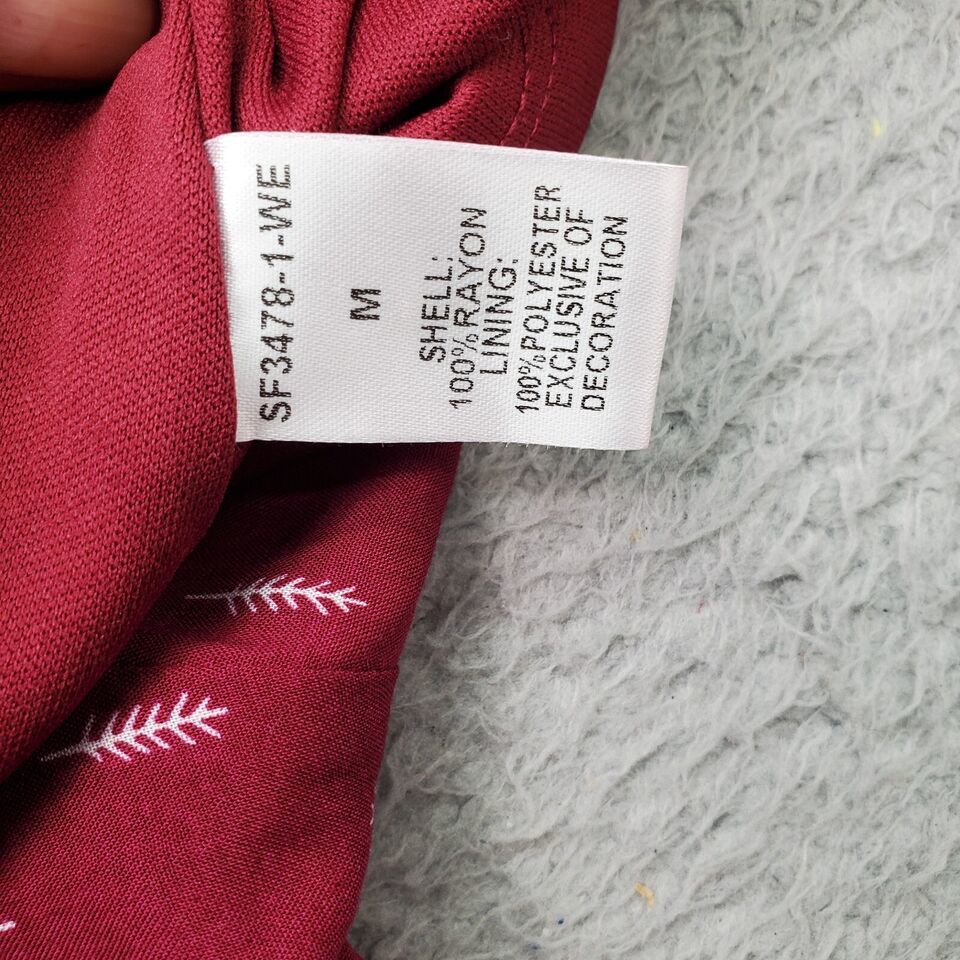 SF3478-1-WE
M
SHELL:
100%RAYON
LINING:
100%POLYESTER
EXCLUSIVE OF
DECORATION